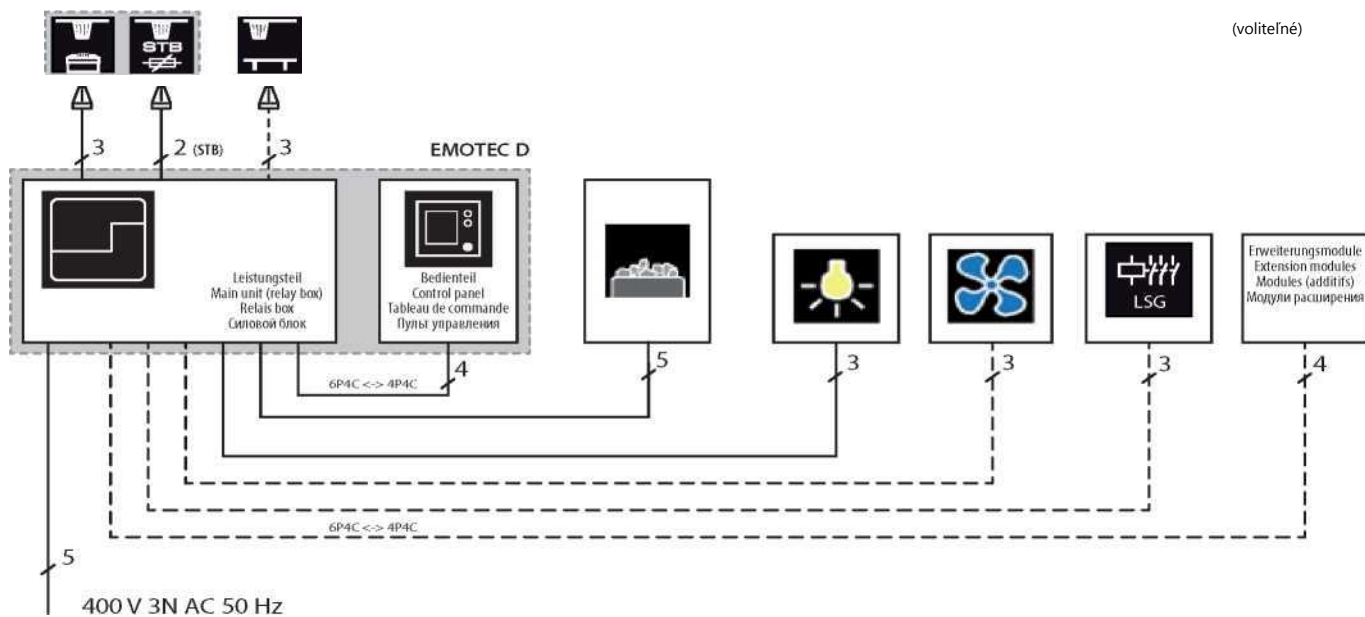 (voliteľné)
STB
3
2 (STB)
3
EMOTEC D
Leistungsteil
Main unit (relay box)
Relais box
Силовой блок
Bedienteil
Control panel
Tableau de commande
Пульт управления
LSG
Erweiterungsmodule
Extension modules
Modules (additifs)
Модули расширения
4
5
3
3
3
4
6P4C <-> 4P4C
6P4C <-> 4P4C
5
400 V 3N AC 50 Hz